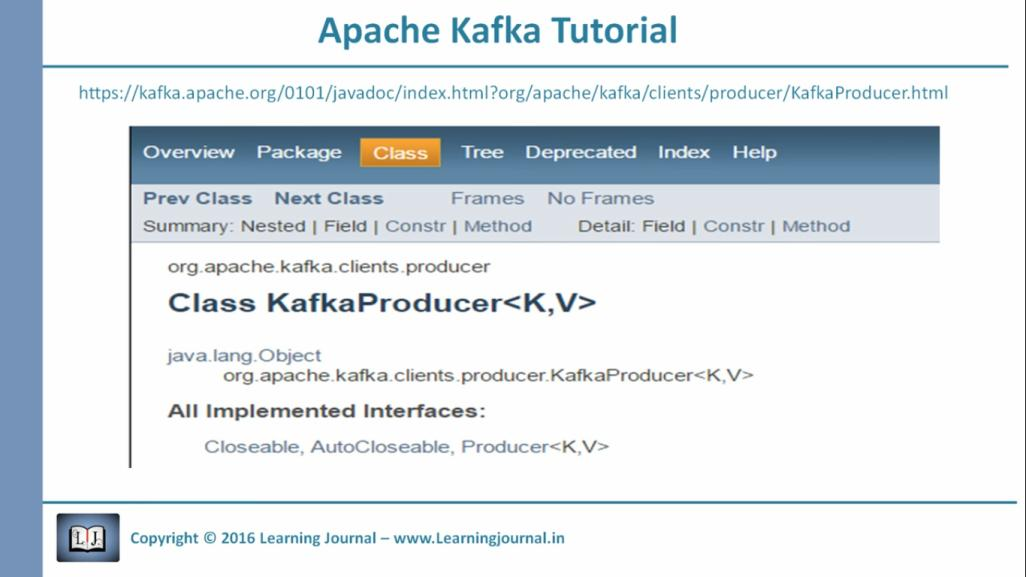 Apache Kafka Tutorial
https://kafka.apache.org/0101/javadoc/index.html?org/apache/kafka/clients/producer/KafkaProducer.html
Overview Package Class Tree Deprecated Index Help
Prev Class Next Class Frames No Frames
Summary: Nested | Field | Constr | Method Detail: Field | Constr | Method
org.apache.kafka.clients.producer
Class KafkaProducer<K,V>
java.lang.Object
org.apache.kafka.clients.producer.KafkaProducer<K,V>
All Implemented Interfaces:
Closeable, AutoCloseable, Producer<K,V>
LJ
Copyright © 2016 Learning Journal – www.Learningjournal.in